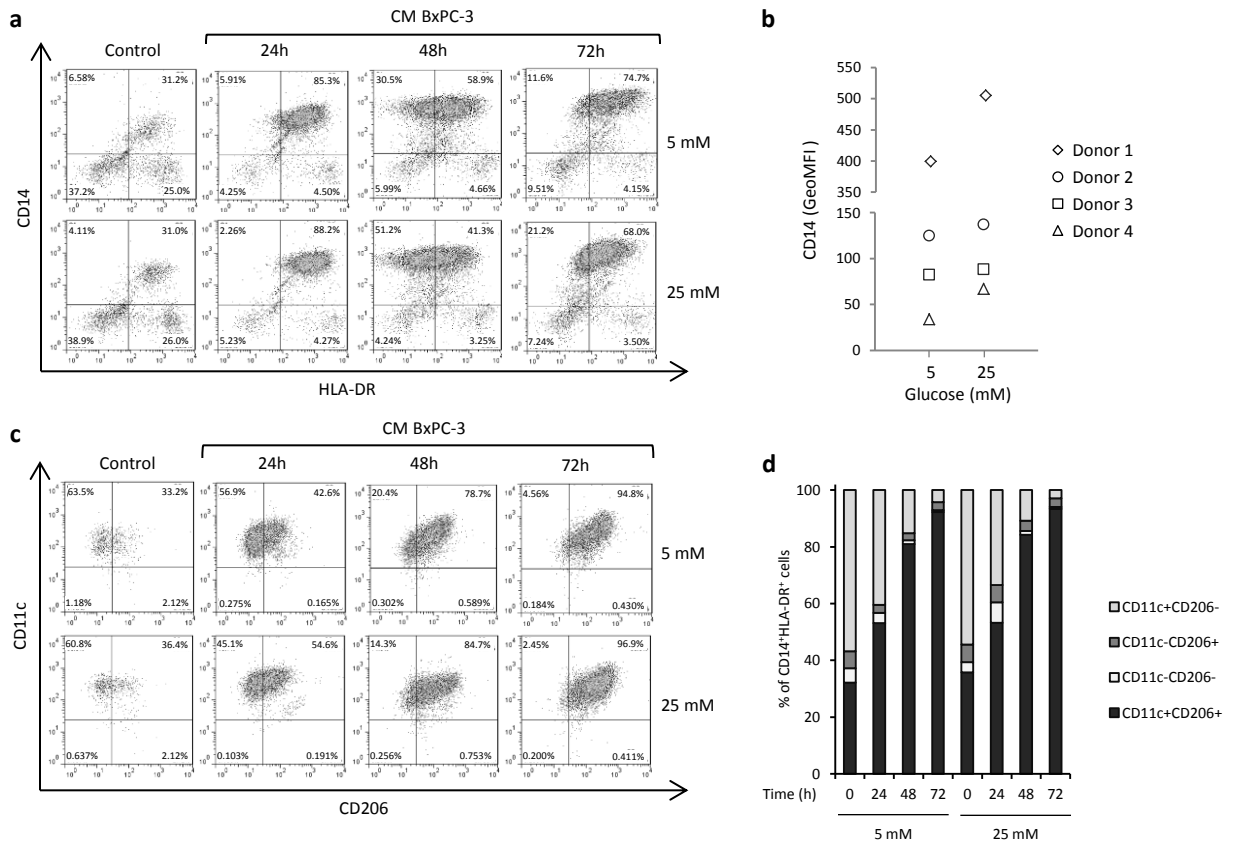 a
CM BxPC-3
Control 24h 48h 72h
6.58% 31.2% 5.91% 85.3% 30.5% 58.9% 11.6% 74.7%
37.2% 25.0% 4.25% 4.50% 5.99% 4.66% 9.51% 4.15%
5 mM
4.11% 31.0% 2.26% 88.2% 51.2% 41.3% 21.2% 68.0%
38.9% 26.0% 5.23% 4.27% 4.24% 3.25% 7.24% 3.50%
25 mM
CD14
HLA-DR
b
550
500
450
400
350
150
100
50
0
CD14 (GeoMFI)
5 25
Glucose (mM)
Donor 1
Donor 2
Donor 3
Donor 4
c
CM BxPC-3
Control 24h 48h 72h
63.5% 33.2% 56.9% 42.6% 20.4% 78.7% 4.56% 94.8%
1.18% 2.12% 0.275% 0.165% 0.302% 0.589% 0.184% 0.430%
5 mM
60.8% 36.4% 45.1% 54.6% 14.3% 84.7% 2.45% 96.9%
0.637% 2.12% 0.103% 0.191% 0.256% 0.753% 0.200% 0.411%
25 mM
CD11c
CD206
d
100
80
60
40
20
0
% of CD14+HLA-DR+ cells
Time (h) 0 24 48 72 0 24 48 72
5 mM 25 mM
CD11c+CD206-
CD11c-CD206+
CD11c-CD206-
CD11c+CD206+